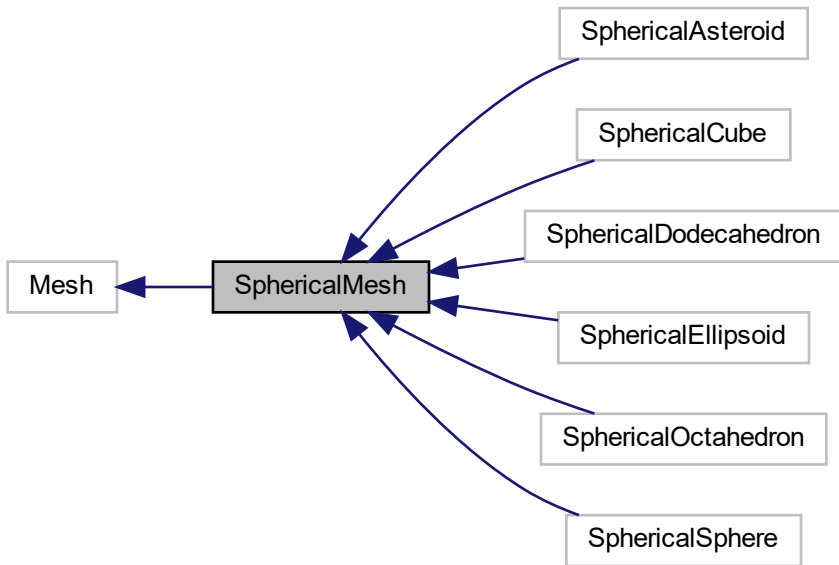 SphericalAsteroid
SphericalCube
SphericalDodecahedron
Mesh
SphericalMesh
SphericalEllipsoid
SphericalOctahedron
SphericalSphere